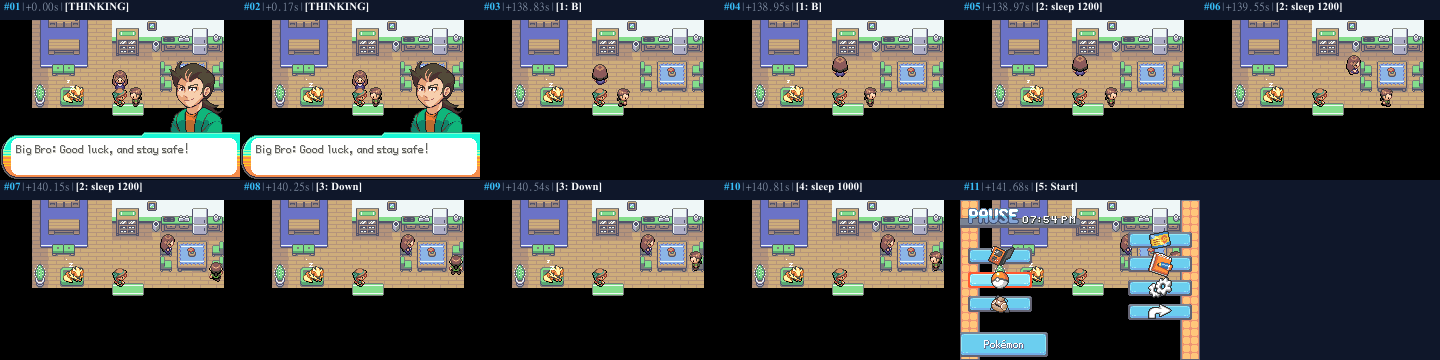 #01 | +0.00s | [THINKING]
#02 | +0.17s | [THINKING]
#03 | +138.83s | [1: B]
#04 | +138.95s | [1: B]
#05 | +138.97s | [2: sleep 1200]
#06 | +139.55s | [2: sleep 1200]
Big Bro: Good luck, and stay safe!
Big Bro: Good luck, and stay safe!
#07 | +140.15s | [2: sleep 1200]
#08 | +140.25s | [3: Down]
#09 | +140.54s | [3: Down]
#10 | +140.81s | [4: sleep 1000]
#11 | +141.68s | [5: Start]
PAUSE 07:54 PM
Pokémon